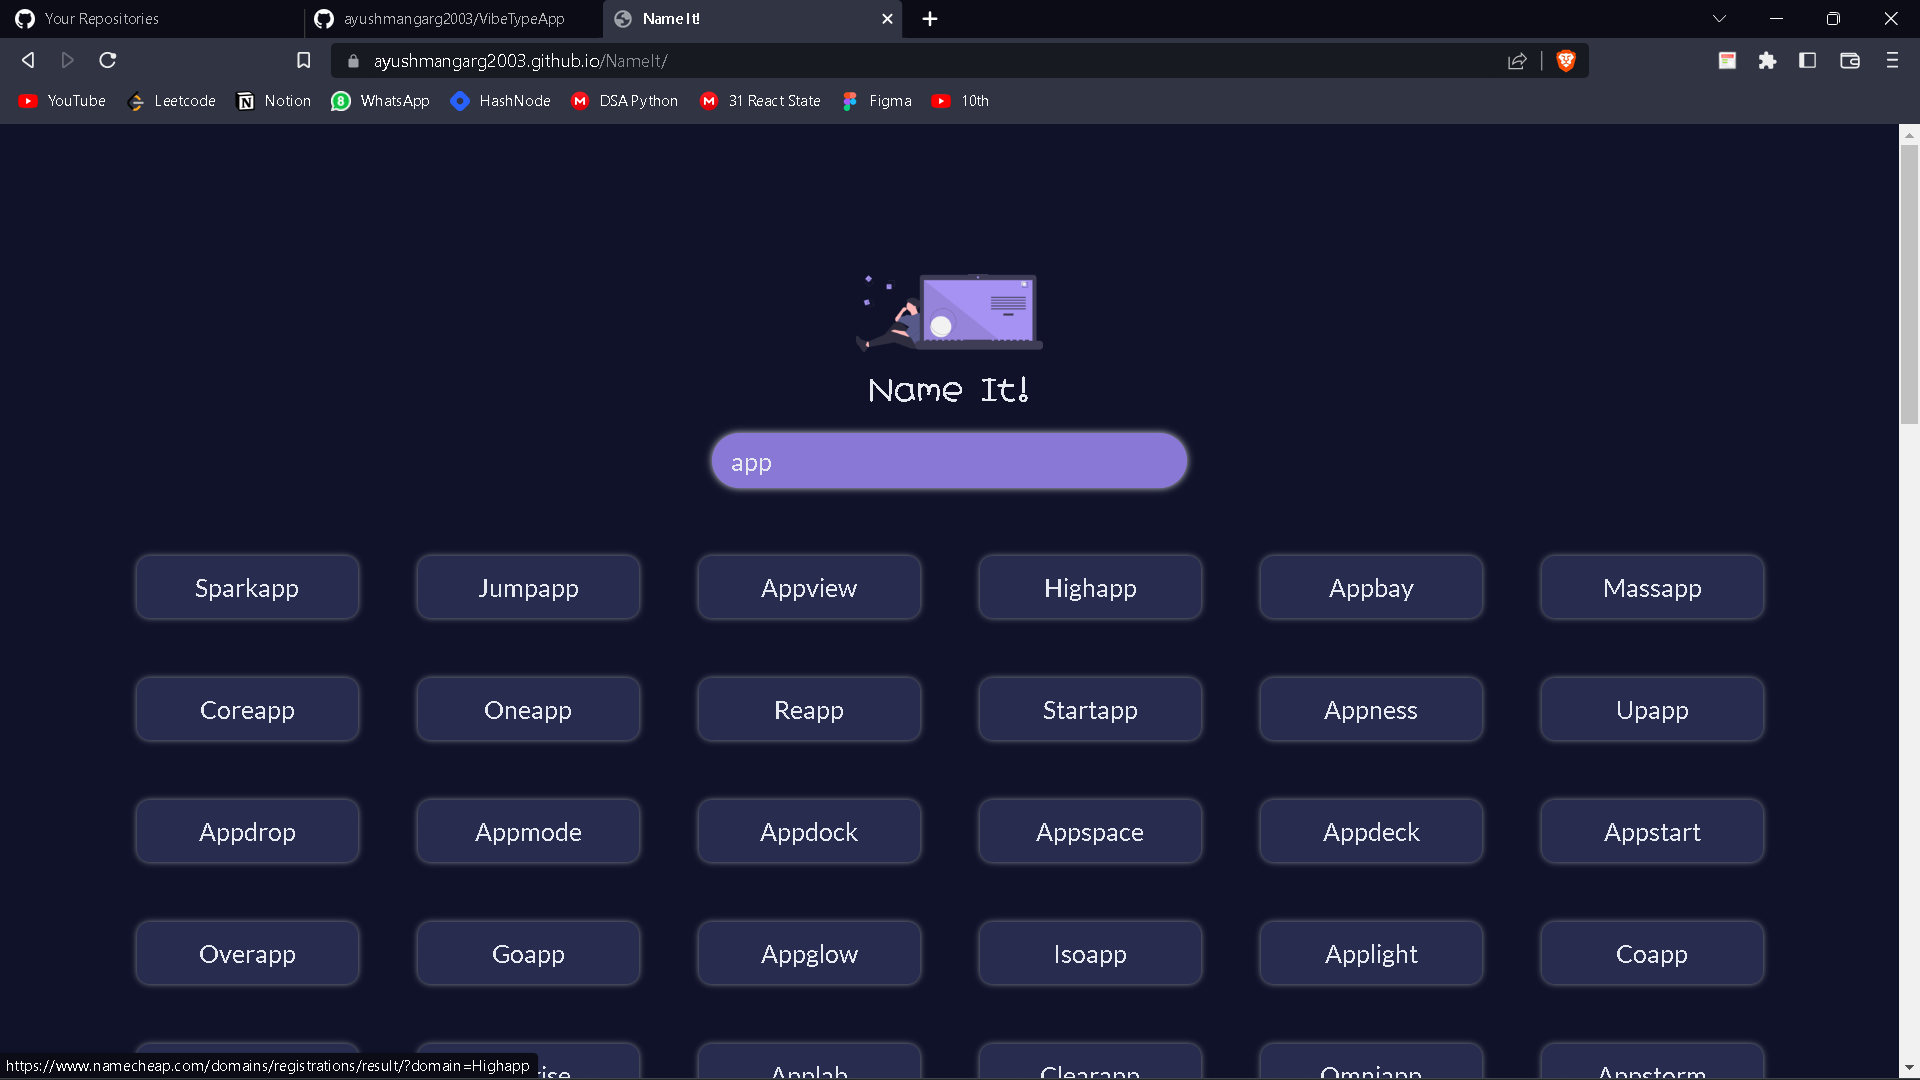 Your Repositories
ayushmangarg2003/VibeTypeApp
Name It!
ayushmangarg2003.github.io/NameIt/
YouTube Leetcode Notion WhatsApp HashNode DSA Python 31 React State Figma 10th
Name It!
app
Sparkapp Jumpapp Appview Highapp Appbay Massapp
Coreapp Oneapp Reapp Startapp Appness Upapp
Appdrop Appmode Appdock Appspace Appdeck Appstart
Overapp Goapp Appglow Isoapp Applight Coapp
Applab Clearapp Omniapp Appstorm
https://www.namecheap.com/domains/registrations/result/?domain=Highapp